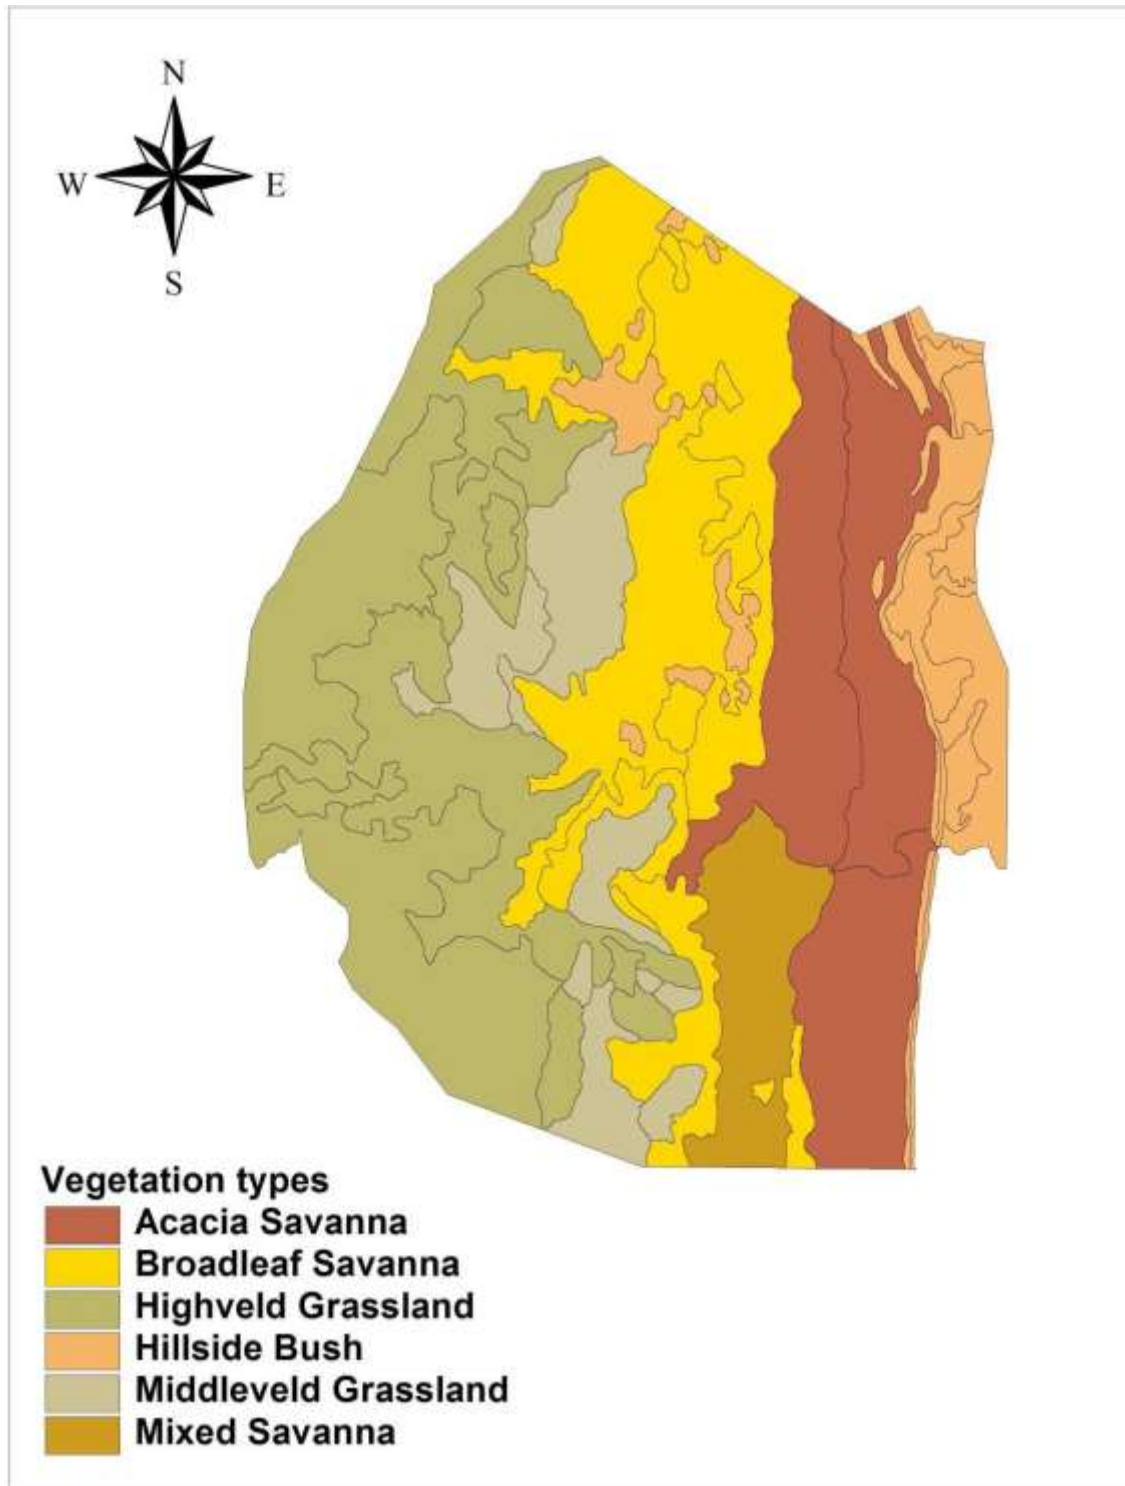 N
W E
S
Vegetation types
Acacia Savanna
Broadleaf Savanna
Highveld Grassland
Hillside Bush
Middleveld Grassland
Mixed Savanna